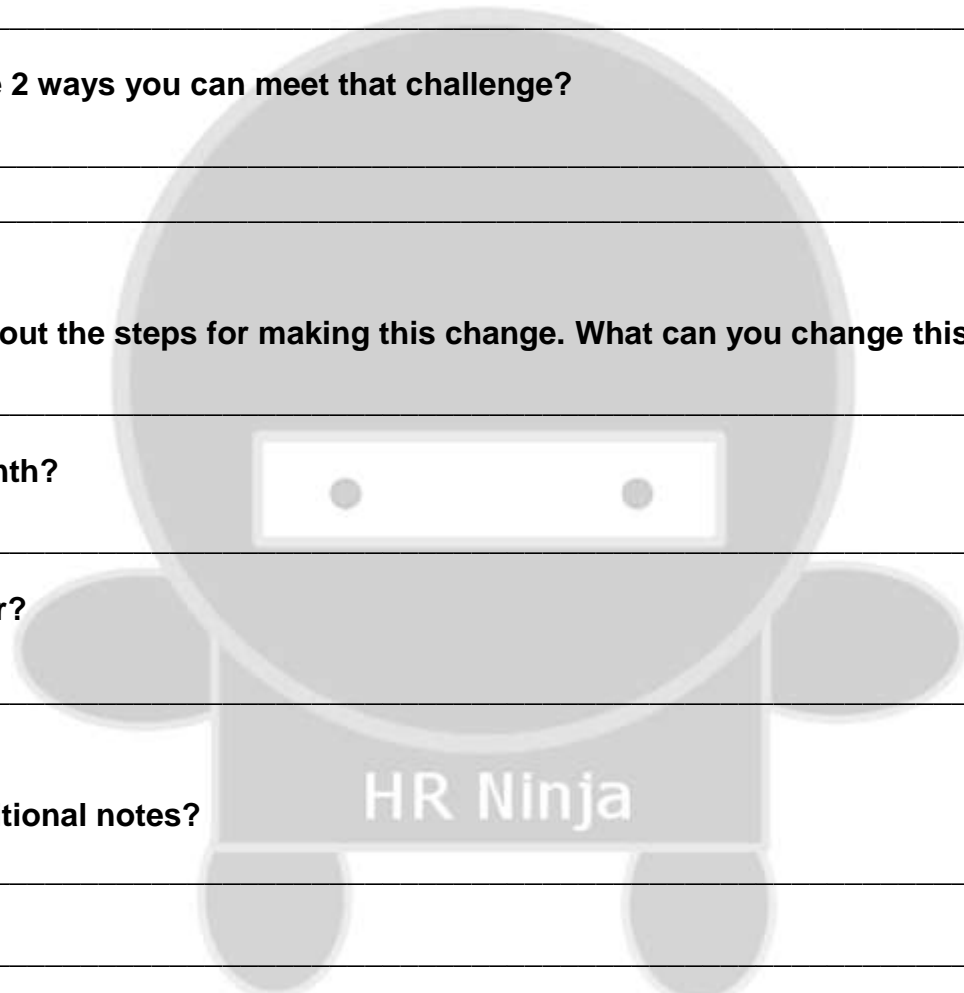 2 ways you can meet that challenge?
out the steps for making this change. What can you change this
nth?
r?
HR Ninja
tional notes?